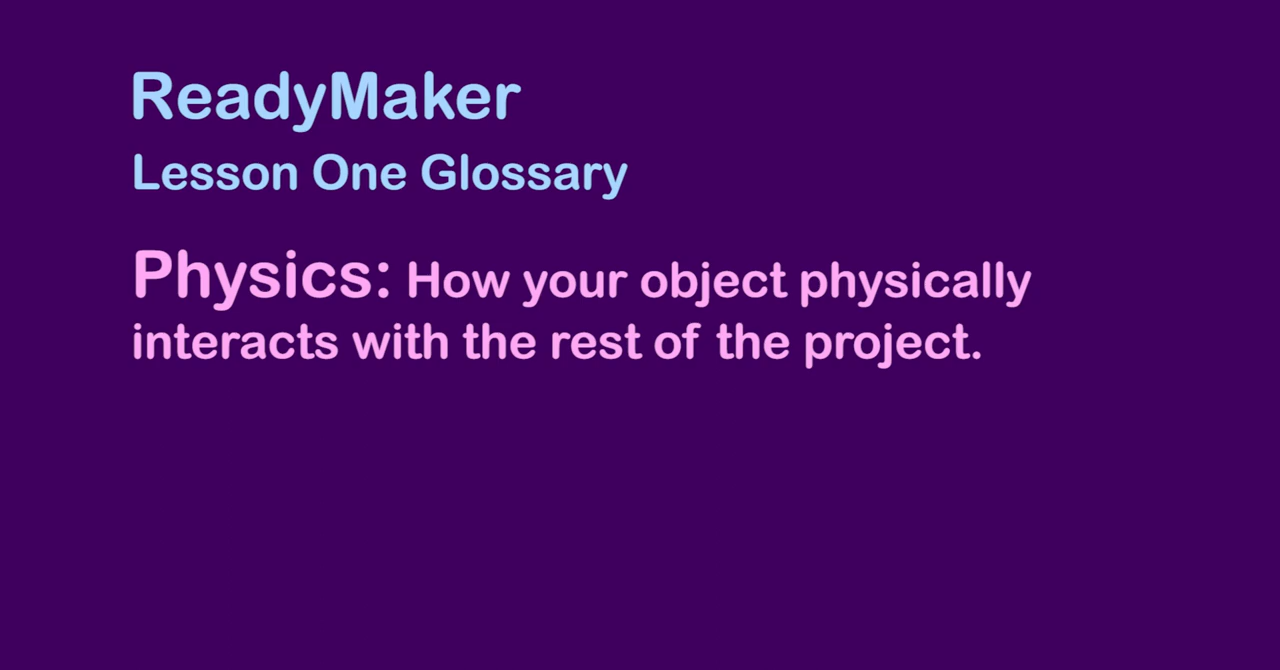 ReadyMaker
Lesson One Glossary
Physics: How your object physically
interacts with the rest of the project.